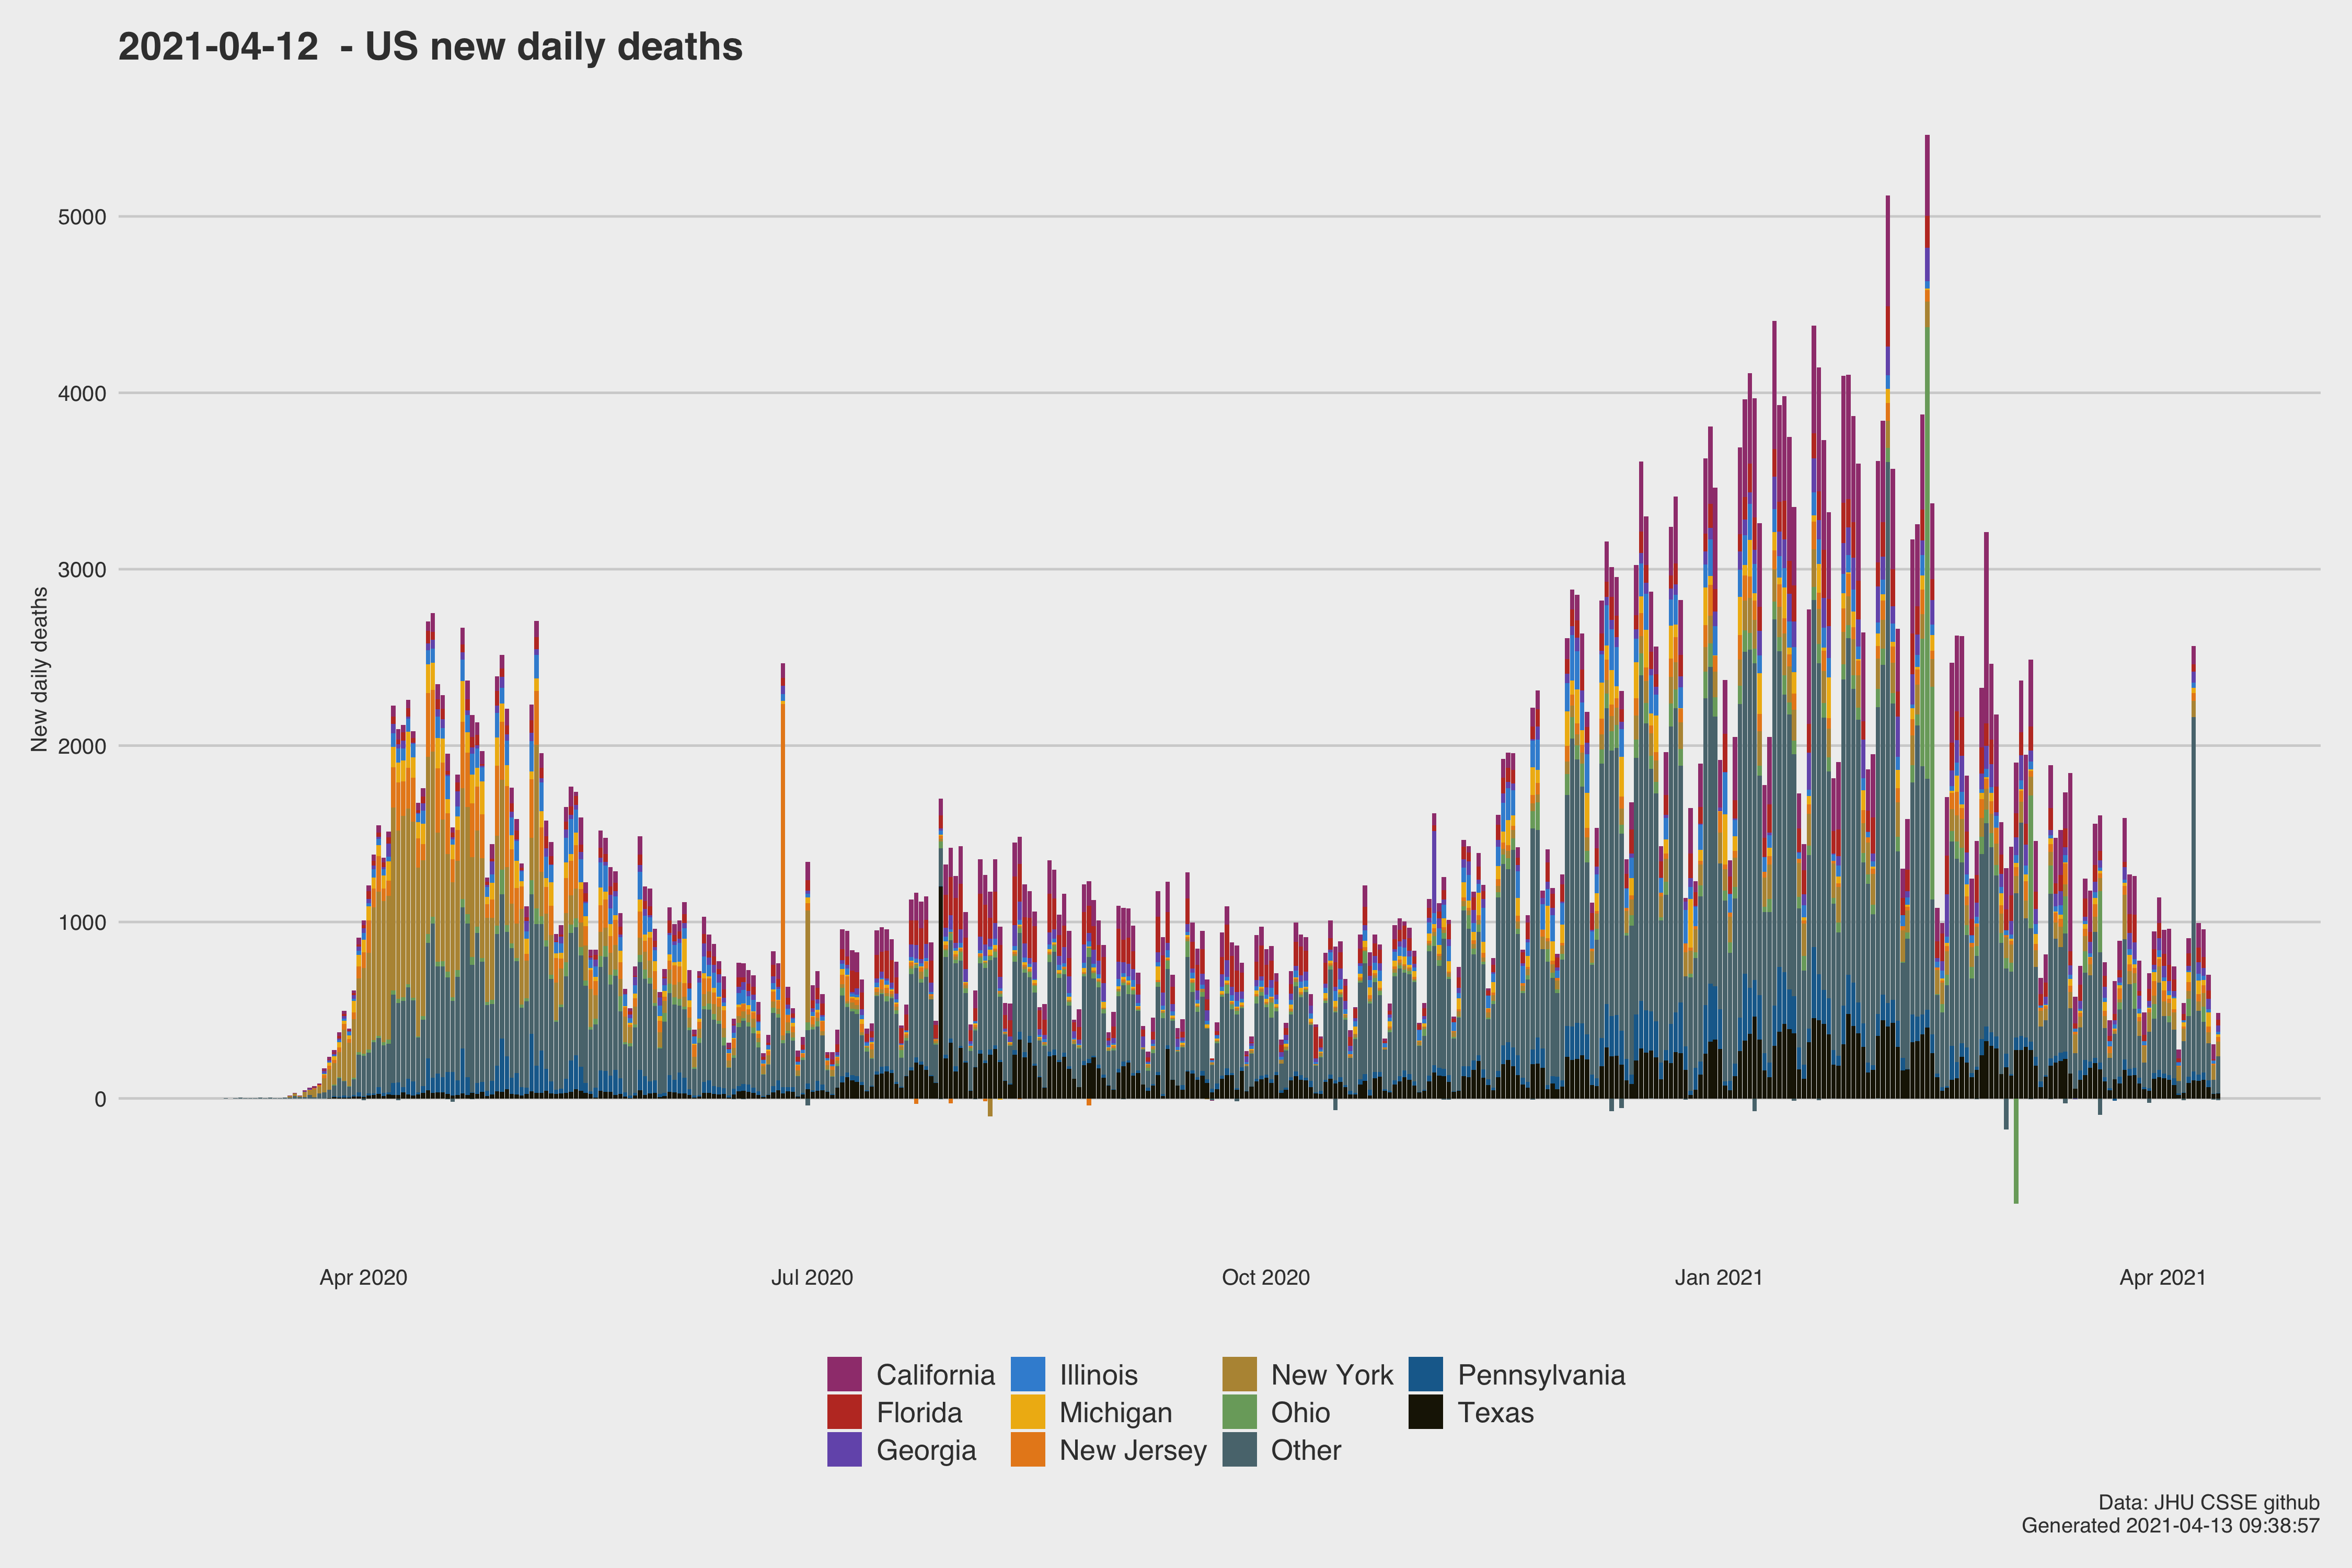 2021-04-12 - US new daily deaths
New daily deaths
5000
4000
3000
2000
1000
0
Apr 2020
Jul 2020
Oct 2020
Jan 2021
Apr 2021
California
Illinois
New York
Pennsylvania
Florida
Michigan
Ohio
Texas
Georgia
New Jersey
Other
Data: JHU CSSE github
Generated 2021-04-13 09:38:57